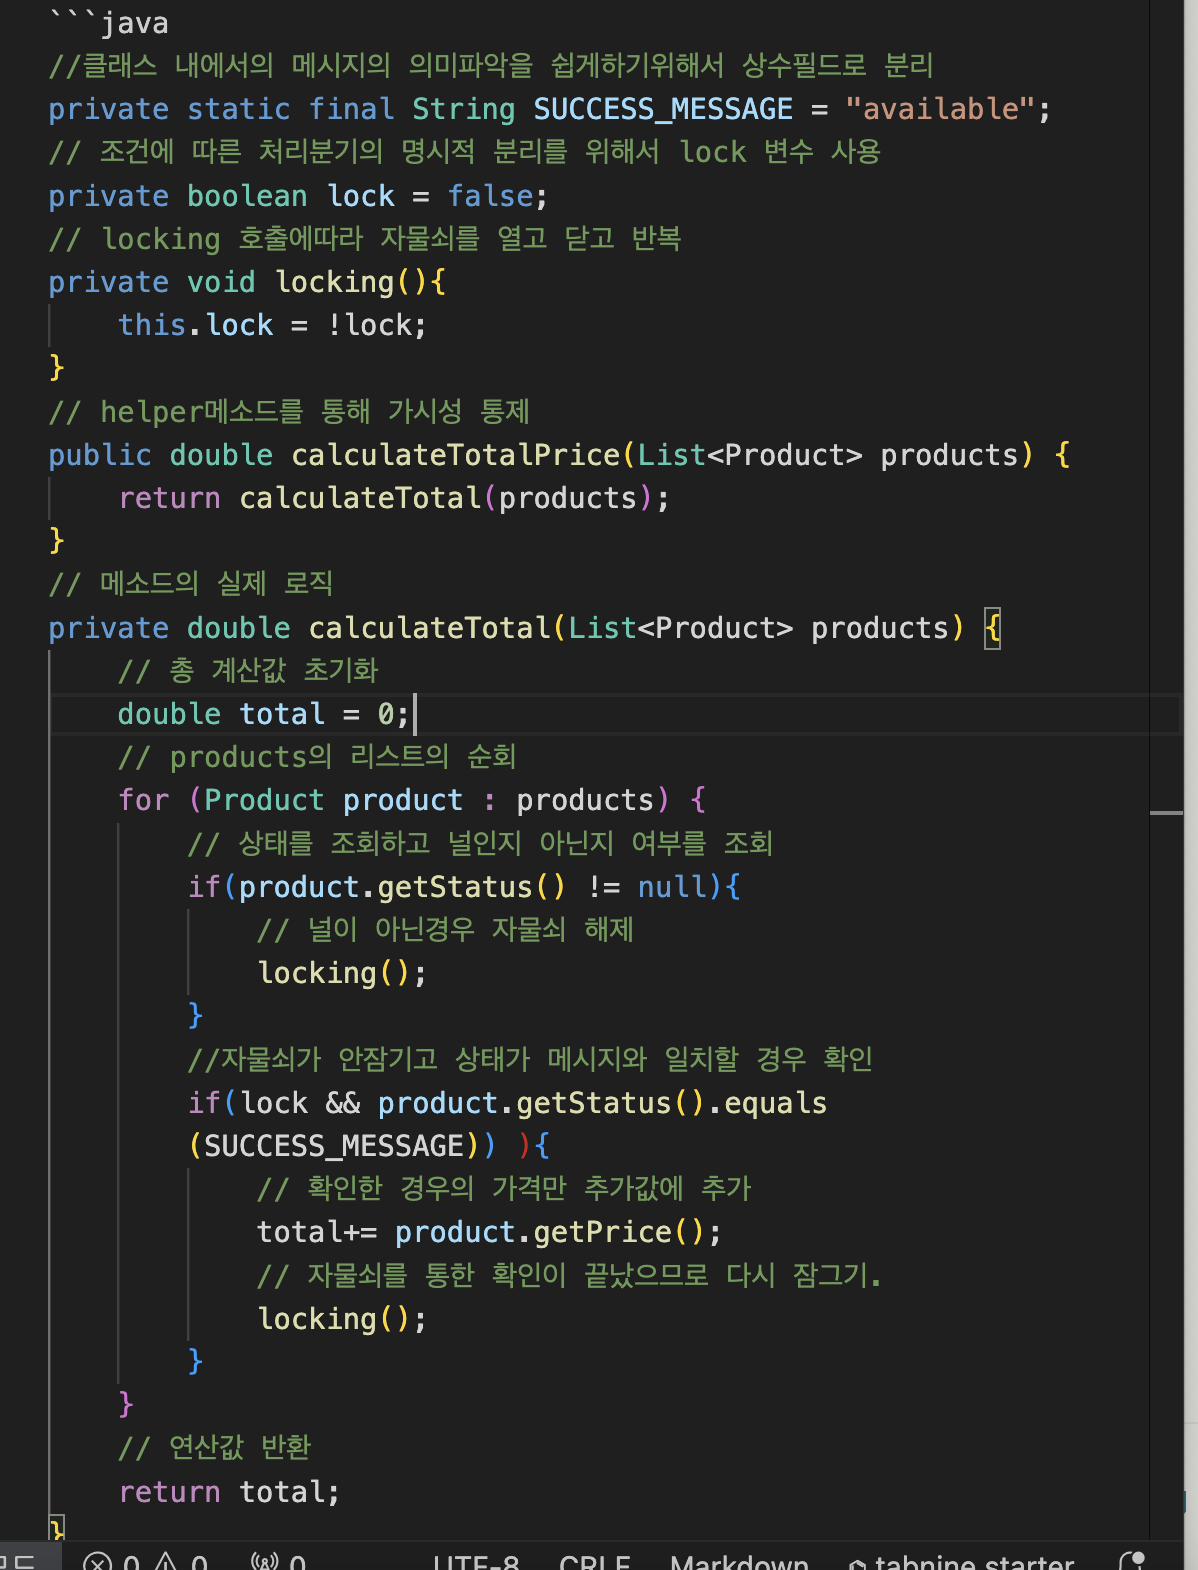 ```java
//클래스 내에서의 메시지의 의미파악을 쉽게하기위해서 상수필드로 분리
private static final String SUCCESS_MESSAGE = "available";
// 조건에 따른 처리분기의 명시적 분리를 위해서 lock 변수 사용
private boolean lock = false;
// locking 호출에따라 자물쇠를 열고 닫고 반복
private void locking(){
this.lock = !lock;
}
// helper메소드를 통해 가시성 통제
public double calculateTotalPrice(List<Product> products) {
return calculateTotal(products);
}
// 메소드의 실제 로직
private double calculateTotal(List<Product> products) {
// 총 계산값 초기화
double total = 0;
// products의 리스트의 순회
for (Product product : products) {
// 상태를 조회하고 널인지 아닌지 여부를 조회
if(product.getStatus() != null){
// 널이 아닌경우 자물쇠 해제
locking();
}
//자물쇠가 안잠기고 상태가 메시지와 일치할 경우 확인
if(lock && product.getStatus().equals
(SUCCESS_MESSAGE)) ){
// 확인한 경우의 가격만 추가값에 추가
total+= product.getPrice();
// 자물쇠를 통한 확인이 끝났으므로 다시 잠그기.
locking();
}
}
// 연산값 반환
return total;
}
0 0 0 UTF-8 CRLF Markdown tabnine starter